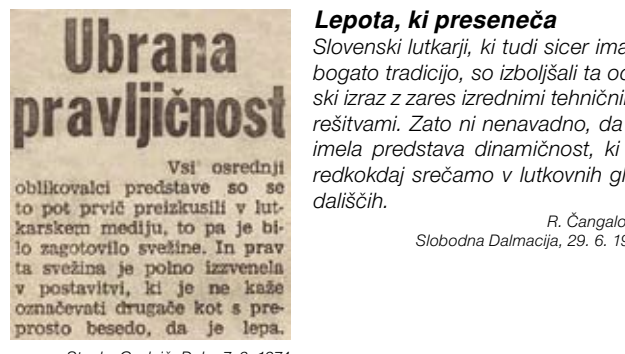 Ubrana
pravljičnost
Vsi osrednji
oblikovalci predstave so se
to pot prvič preizkusili v lut-
karskem mediju, to pa je bi-
lo zagotovilo svežine. In prav
ta svežina je polno izzvenela
v postavitvi, ki je ne kaže
označevati drugače kot s pre-
prosto besedo, da je lepa.
Lepota, ki preseneča
Slovenski lutkarji, ki tudi sicer ima
bogato tradicijo, so izboljšali ta od
ski izraz z zares izrednimi tehničnim
rešitvami. Zato ni nenavadno, da
imela predstava dinamičnost, ki
redkokdaj srečamo v lutkovnih gl
dališčih.
R. Čangalo
Slobodna Dalmacija, 29. 6. 19